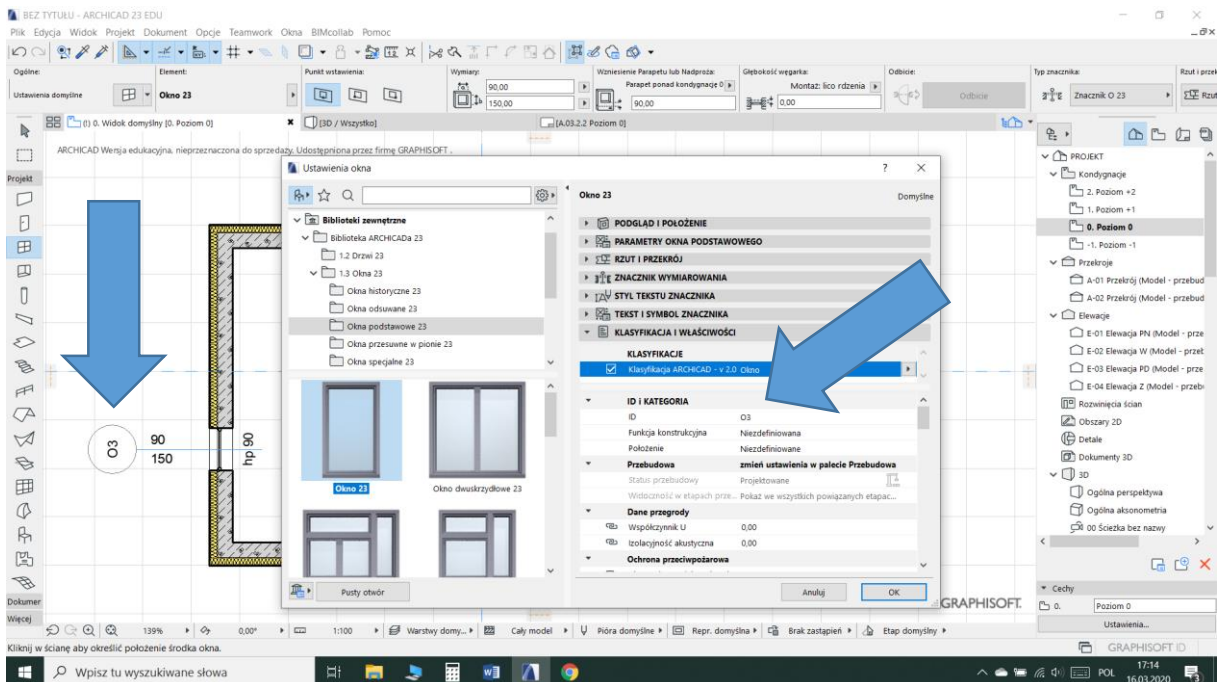 BEZ TYTUŁU - ARCHICAD 23 EDU
Plik Edycja Widok Projekt Dokument Opcje Teamwork Okna BIMcollab Pomoc
Ogólne: Element: Punkt wstawienia: Wymiary: Wzniesienie Parapetu lub Nadproża: Głębokość węgarka: Odbicie: Typ znacznika: Rzut i przek
Ustawienia domyślne Okno 23 90,00 150,00 Parapet ponad kondygnację 0 90,00 Montaż: lico rdzenia 0,00 Odbicie Znacznik O 23 Rzut
(!) 0. Widok domyślny [0. Poziom 0] [3D / Wszystko] [A.03.2.2 Poziom 0]
ARCHICAD Wersja edukacyjna, nieprzeznaczona do sprzedaży. Udostępniona przez firmę GRAPHISOFT .
Projekt
Dokumer
Więcej
O3
90
150
hp 90
Ustawienia okna
? ×
Biblioteki zewnętrzne
Biblioteka ARCHICADa 23
1.2 Drzwi 23
1.3 Okna 23
Okna historyczne 23
Okna odsuwane 23
Okna podstawowe 23
Okna przesuwne w pionie 23
Okna specjalne 23
Okno 23
Okno dwuskrzydłowe 23
Pusty otwór
Okno 23 Domyślne
PODGLĄD I POŁOŻENIE
PARAMETRY OKNA PODSTAWOWEGO
RZUT I PRZEKRÓJ
ZNACZNIK WYMIAROWANIA
STYL TEKSTU ZNACZNIKA
TEKST I SYMBOL ZNACZNIKA
KLASYFIKACJA I WŁAŚCIWOŚCI
KLASYFIKACJE
Klasyfikacja ARCHICAD - v 2.0 Okno
ID i KATEGORIA
ID O3
Funkcja konstrukcyjna Niezdefiniowana
Położenie Niezdefiniowane
Przebudowa zmień ustawienia w palecie Przebudowa
Status przebudowy Projektowane
Widoczność w etapach prze... Pokaż we wszystkich powiązanych etapac...
Dane przegrody
Współczynnik U 0,00
Izolacyjność akustyczna 0,00
Ochrona przeciwpożarowa
Anuluj OK
PROJEKT
Kondygnacje
2. Poziom +2
1. Poziom +1
0. Poziom 0
-1. Poziom -1
Przekroje
A-01 Przekrój (Model - przebud
A-02 Przekrój (Model - przebud
Elewacje
E-01 Elewacja PN (Model - prze
E-02 Elewacja W (Model - przeb
E-03 Elewacja PD (Model - prze
E-04 Elewacja Z (Model - przeb
Rozwinięcia ścian
Obszary 2D
Detale
Dokumenty 3D
3D
Ogólna perspektywa
Ogólna aksonometria
00 Ścieżka bez nazwy
Cechy
0. Poziom 0
Ustawienia...
GRAPHISOFT.
139% 0,00° 1:100 Warstwy domy... Cały model Pióra domyślne Repr. domyślna Brak zastąpień Etap domyślny
Kliknij w ścianę aby określić położenie środka okna.
GRAPHISOFT ID
Wpisz tu wyszukiwane słowa
POL 17:14
16.03.2020